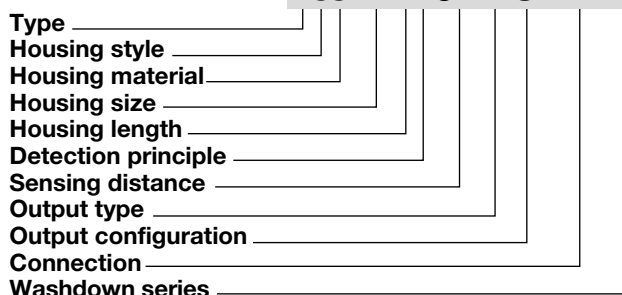 Type
Housing style
Housing material
Housing size
Housing length
Detection principle
Sensing distance
Output type
Output configuration
Connection
Washdown series